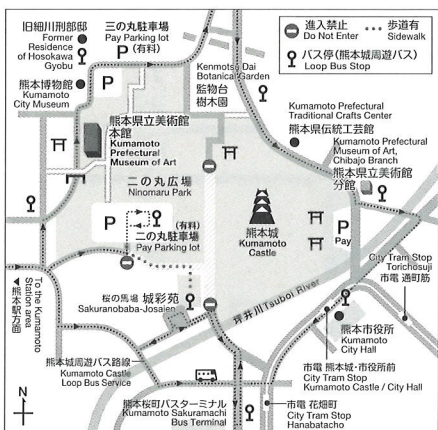 進入禁止
Do Not Enter
歩道有
Sidewalk
バス停(熊本城周遊バス)
Loop Bus Stop
旧細川刑部邸
Former
Residence
of Hosokawa
Gyobu
三の丸駐車場
Pay Parking lot
(有料)
P
Kenmotsu Dai
Botanical Garden
監物台
樹木園
熊本博物館
Kumamoto
City Museum
P
熊本県立美術館
本館
Kumamoto
Prefectural
Museum of Art
Kumamoto Prefectural
Traditional Crafts Center
熊本県伝統工芸館
Kumamoto Prefectural
Museum of Art,
Chibajo Branch
熊本県立美術館
分館
二の丸広場
Ninomaru Park
P
(有料)
二の丸駐車場
Pay Parking lot
熊本城
Kumamoto
Castle
P
Pay
City Tram Stop
Torichosuji
市電 通町筋
桜の馬場 城彩苑
Sakuranobaba-Josaien
坪井川 Tsuboi River
To the Kumamoto
Station area
◀熊本駅方面
熊本市役所
Kumamoto
City Hall
熊本城周遊バス路線
Kumamoto Castle
Loop Bus Service
市電 熊本城・市役所前
City Tram Stop
Kumamoto Castle / City Hall
N
熊本桜町バスターミナル
Kumamoto Sakuramachi
Bus Terminal
市電 花畑町
City Tram Stop
Hanabatacho